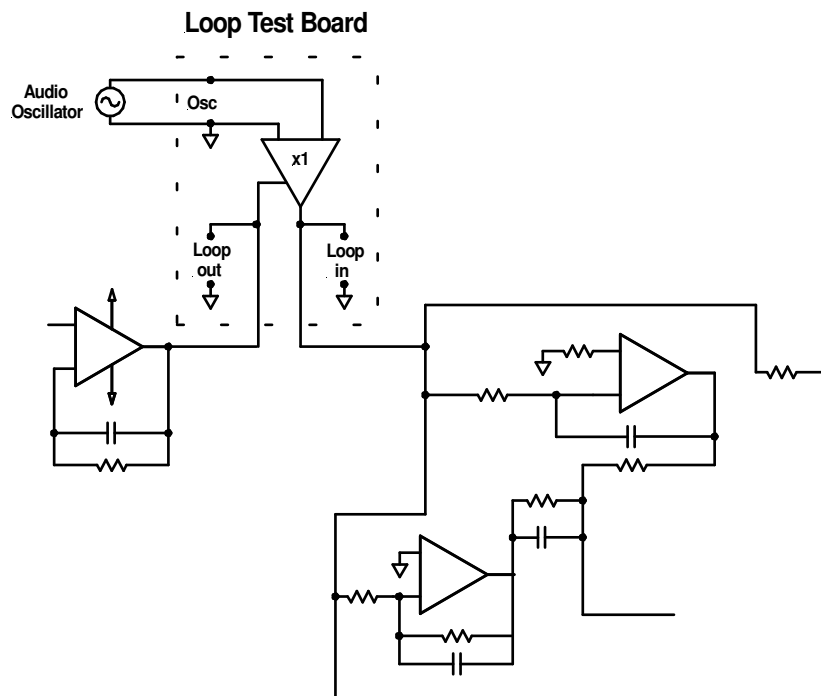 Loop Test Board
Audio
Oscillator
Osc
x1
Loop
out
Loop
in